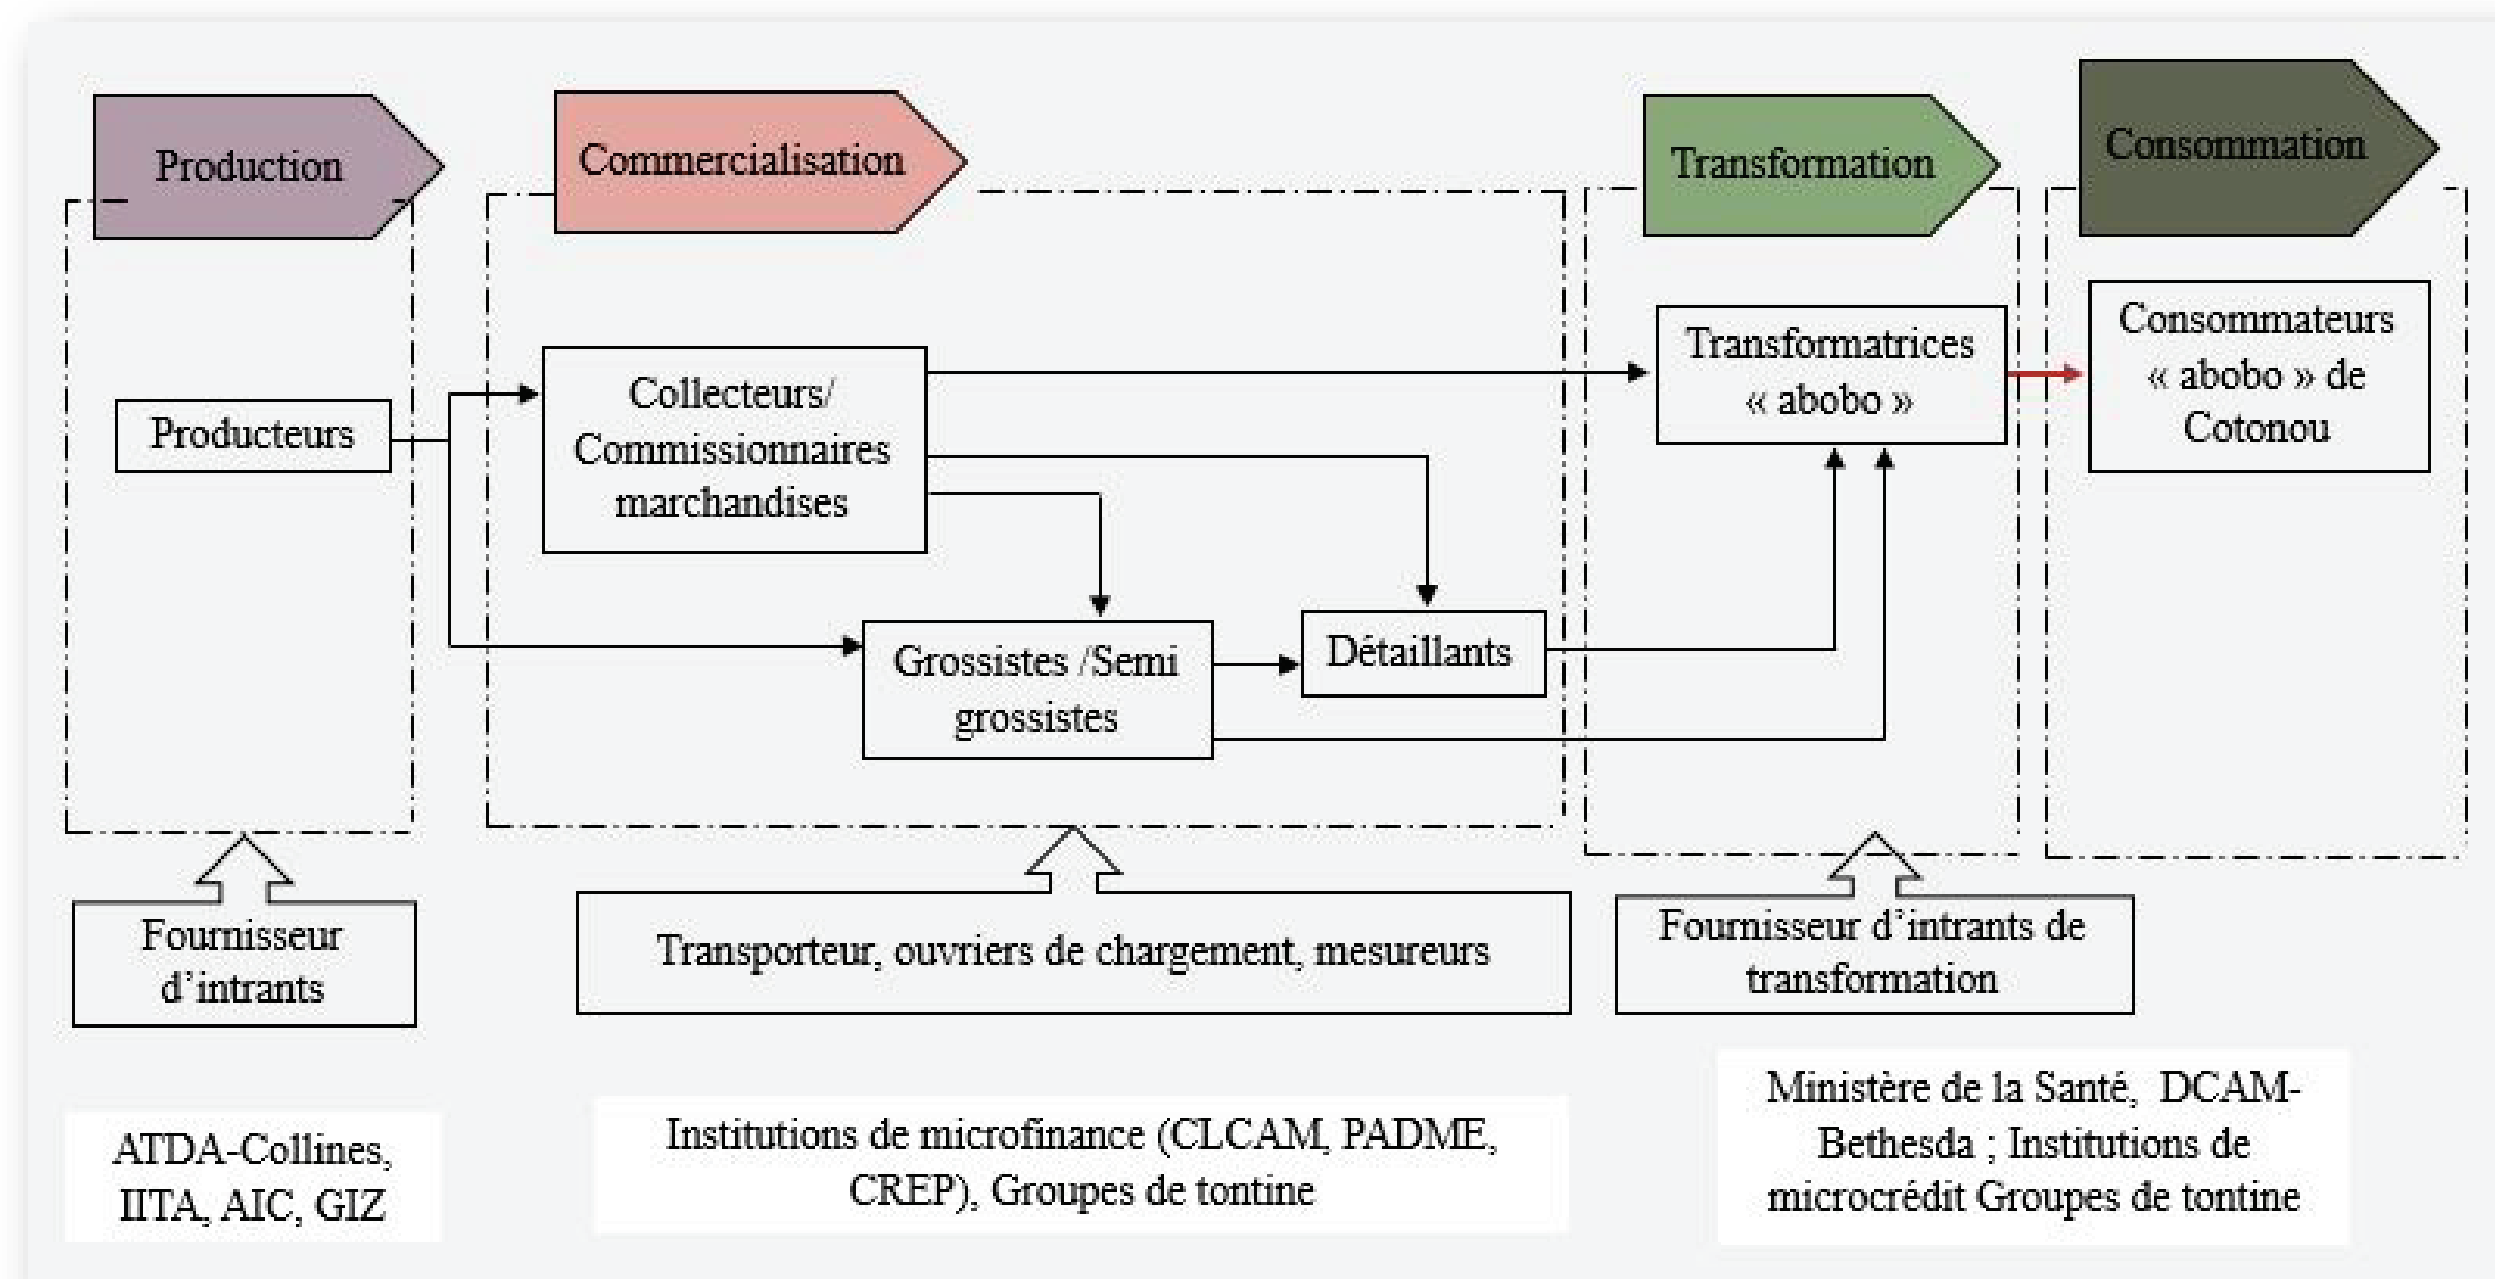 Production
Commercialisation
Transformation
Consommation
Producteurs
Collecteurs/
Commissionnaires
marchandises
Grossistes /Semi
grossistes
Détaillants
Transformatrices
« abobo »
Consommateurs
« abobo » de
Cotonou
Fournisseur
d’intrants
Transporteur, ouvriers de chargement, mesureurs
Fournisseur d’intrants de
transformation
ATDA-Collines,
IITA, AIC, GIZ
Institutions de microfinance (CLCAM, PADME,
CREP), Groupes de tontine
Ministère de la Santé, DCAM-
Bethesda ; Institutions de
microcrédit Groupes de tontine